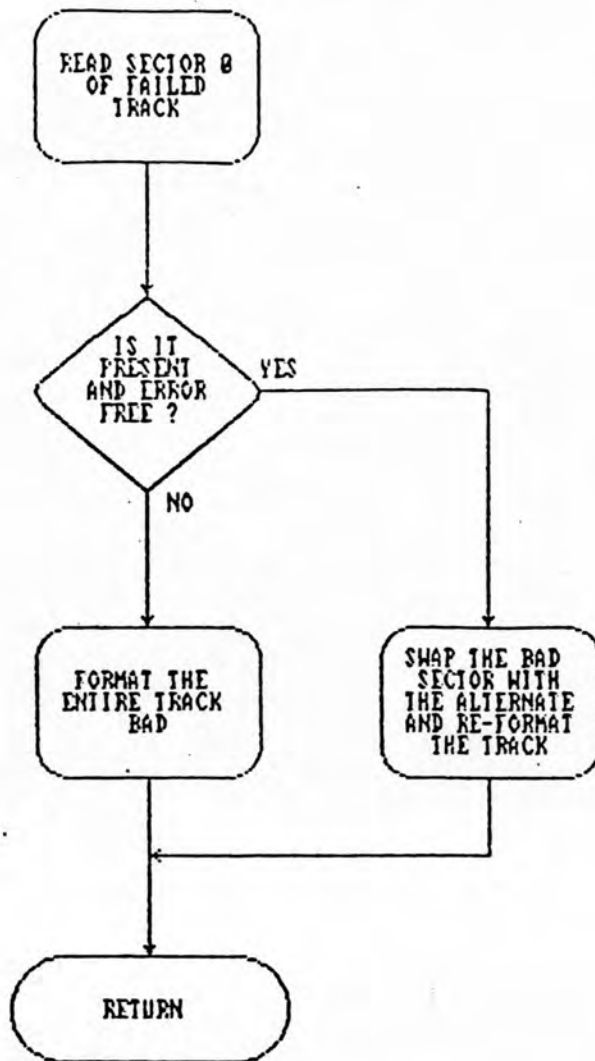 READ SECTOR 0
OF FAILED
TRACK
IS IT
PRESENT
AND ERROR
FREE ?
YES
NO
FORMAT THE
ENTIRE TRACK
BAD
SWAP THE BAD
SECTOR WITH
THE ALTERNATE
AND RE-FORMAT
THE TRACK
RETURN